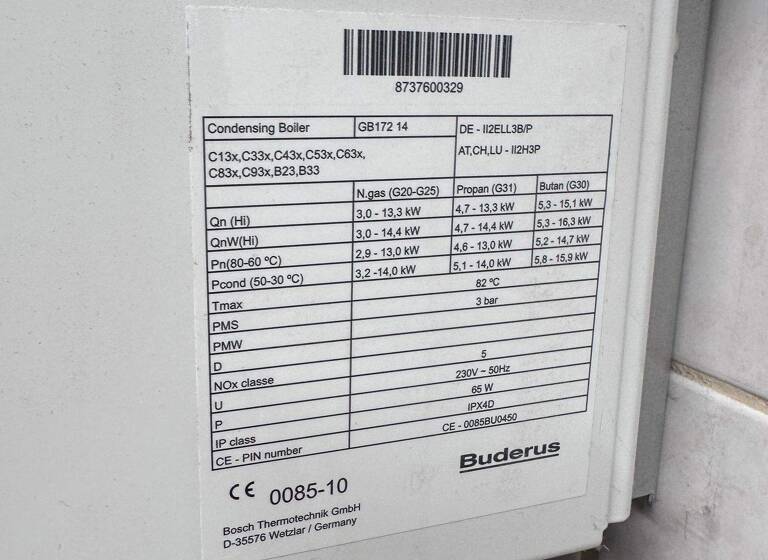 8737600329
Condensing Boiler GB172 14 DE - II2ELL3B/P
C13x,C33x,C43x,C53x,C63x, AT,CH,LU - II2H3P
C83x,C93x,B23,B33
N.gas (G20-G25) Propan (G31) Butan (G30)
Qn (Hi) 3,0 - 13,3 kW 4,7 - 13,3 kW 5,3 - 15,1 kW
QnW(Hi) 3,0 - 14,4 kW 4,7 - 14,4 kW 5,3 - 16,3 kW
Pn(80-60 ºC) 2,9 - 13,0 kW 4,6 - 13,0 kW 5,2 - 14,7 kW
Pcond (50-30 ºC) 3,2 -14,0 kW 5,1 - 14,0 kW 5,8 - 15,9 kW
Tmax 82 ºC
PMS 3 bar
PMW
D
NOx classe 5
U 230V ~ 50Hz
P 65 W
IP class IPX4D
CE - PIN number CE - 0085BU0450
CE 0085-10 Buderus
Bosch Thermotechnik GmbH
D-35576 Wetzlar / Germany